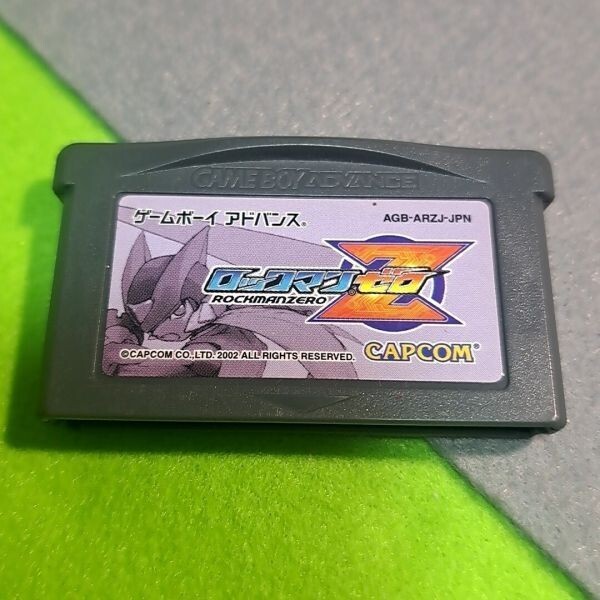 GAME BOY ADVANCE
ゲームボーイ アドバンス®
AGB-ARZJ-JPN
ロックマンゼロ
Z
ROCKMANZERO
©CAPCOM CO.,LTD. 2002 ALL RIGHTS RESERVED.
CAPCOM®